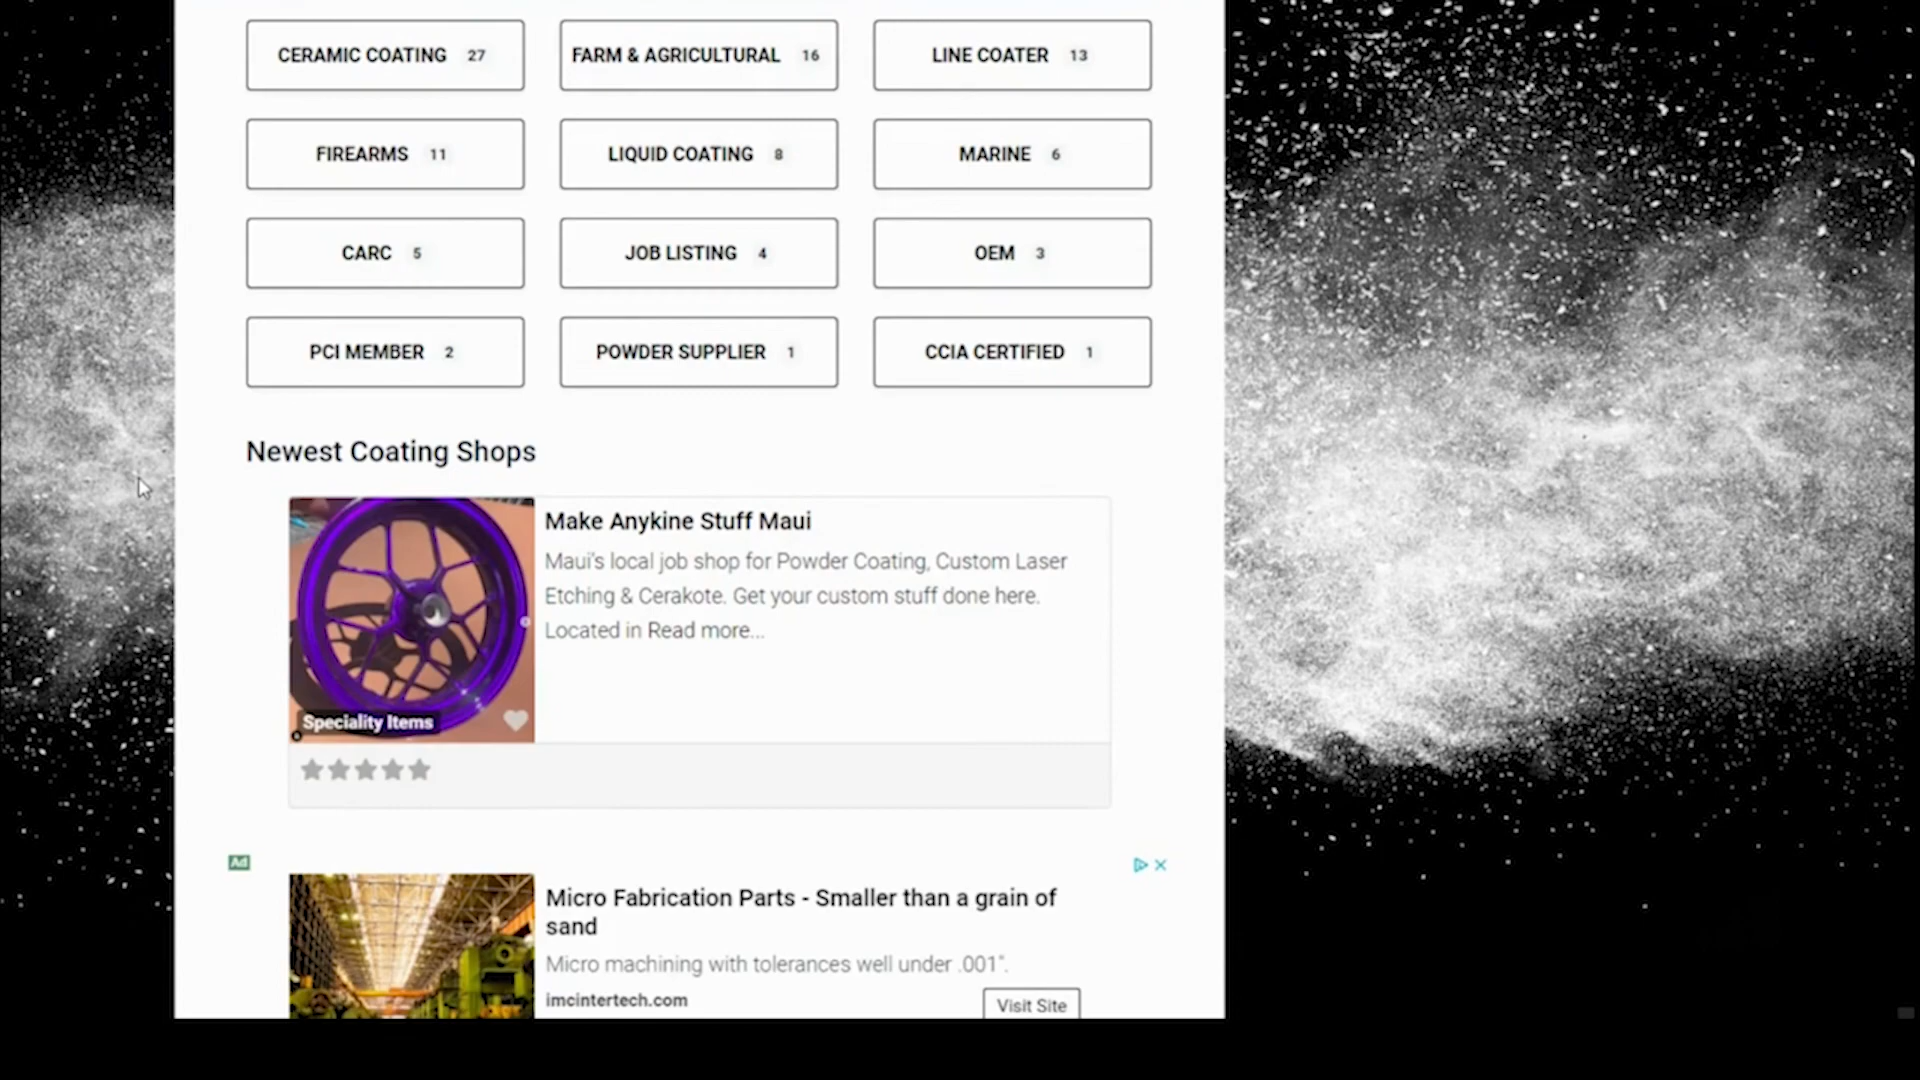 CERAMIC COATING 27
FARM & AGRICULTURAL 16
LINE COATER 13
FIREARMS 11
LIQUID COATING 8
MARINE 6
CARC 5
JOB LISTING 4
OEM 3
PCI MEMBER 2
POWDER SUPPLIER 1
CCIA CERTIFIED 1
Newest Coating Shops
Make Anykine Stuff Maui
Maui's local job shop for Powder Coating, Custom Laser
Etching & Cerakote. Get your custom stuff done here.
Located in Read more...
Speciality Items
Ad
Micro Fabrication Parts - Smaller than a grain of
sand
Micro machining with tolerances well under .001".
imcintertech.com
Visit Site